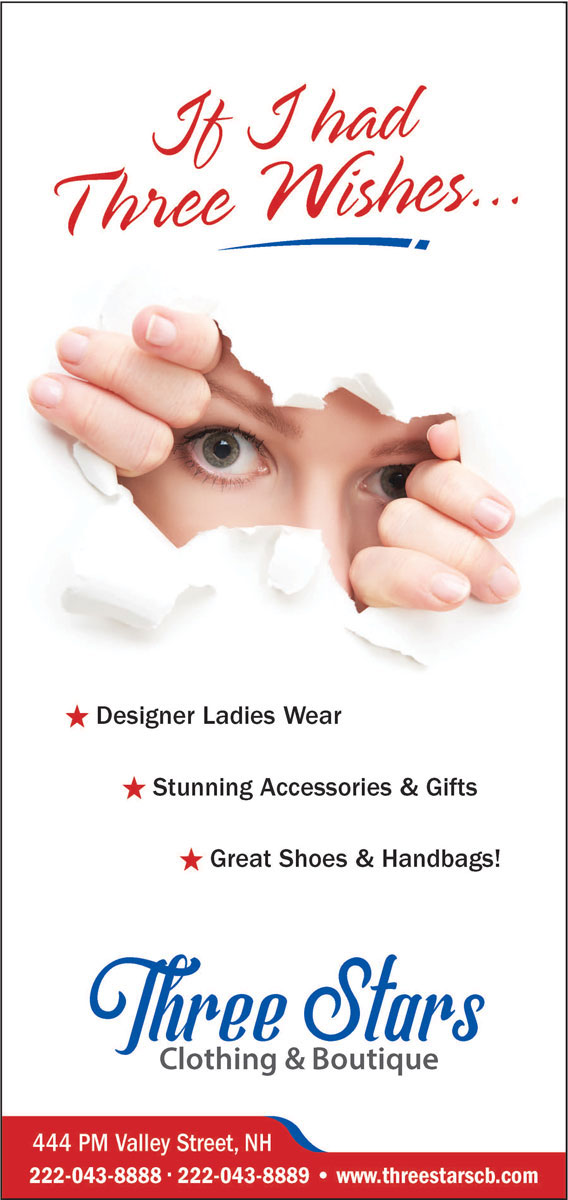 If I had
Three Wishes...
★ Designer Ladies Wear
★ Stunning Accessories & Gifts
★ Great Shoes & Handbags!
Three Stars
Clothing & Boutique
444 PM Valley Street, NH
222-043-8888 · 222-043-8889 • www.threestarscb.com